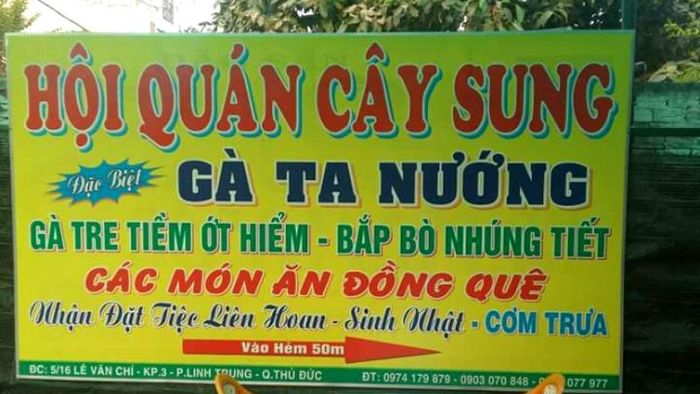 HỘI QUÁN CÂY SUNG
Đặc Biệt GÀ TA NƯỚNG
GÀ TRE TIỀM ỚT HIỂM - BẮP BÒ NHÚNG TIẾT
CÁC MÓN ĂN ĐỒNG QUÊ
Nhận Đặt Tiệc Liên Hoan - Sinh Nhật - CƠM TRƯA
Vào Hẻm 50m
ĐC: 5/16 LÊ VĂN CHÍ - KP.3 - P.LINH TRUNG - Q.THỦ ĐỨC ĐT: 0974 179 879 - 0903 070 848 - 077 977